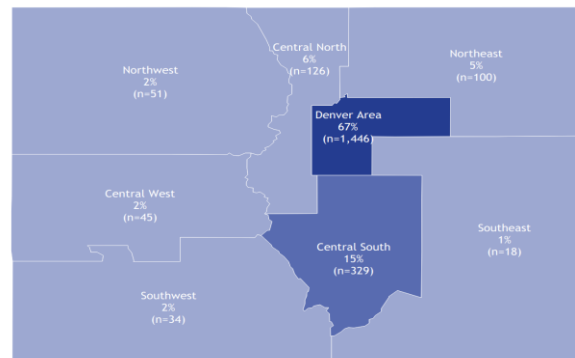 Central North
6%
(n=126)
Northeast
5%
(n=100)
Northwest
2%
(n=51)
Denver Area
67%
(n=1,446)
Central West
2%
(n=45)
Central South
15%
(n=329)
Southeast
1%
(n=18)
Southwest
2%
(n=34)